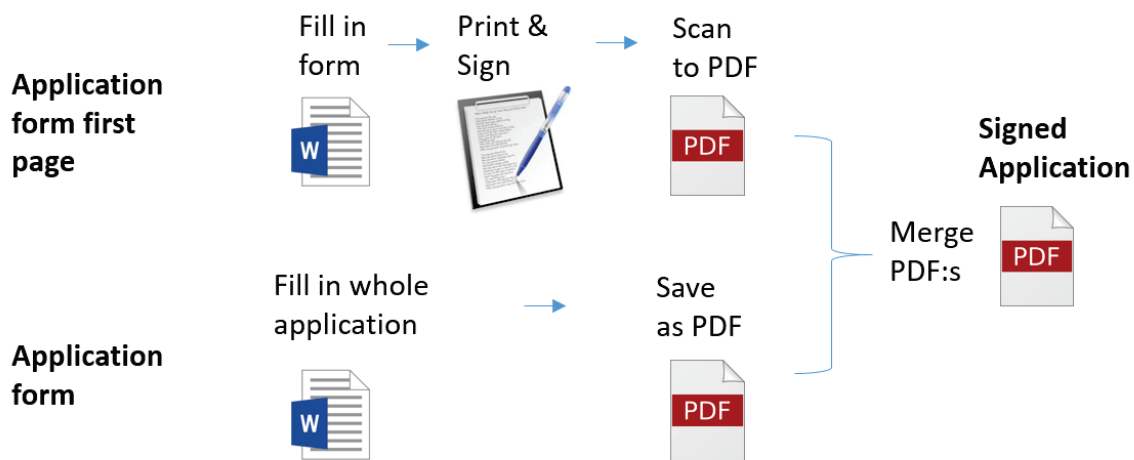 Fill in
form
Print &
Sign
Scan
to PDF
Application
form first
page
W
PDF
Signed
Application
Merge
PDF:s
PDF
Fill in whole
application
Save
as PDF
Application
form
W
PDF